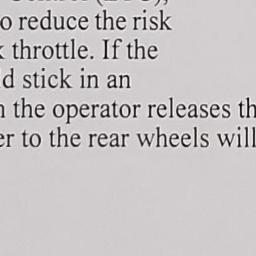 o reduce the risk
throttle. If the
d stick in an
the operator releases th
er to the rear wheels will